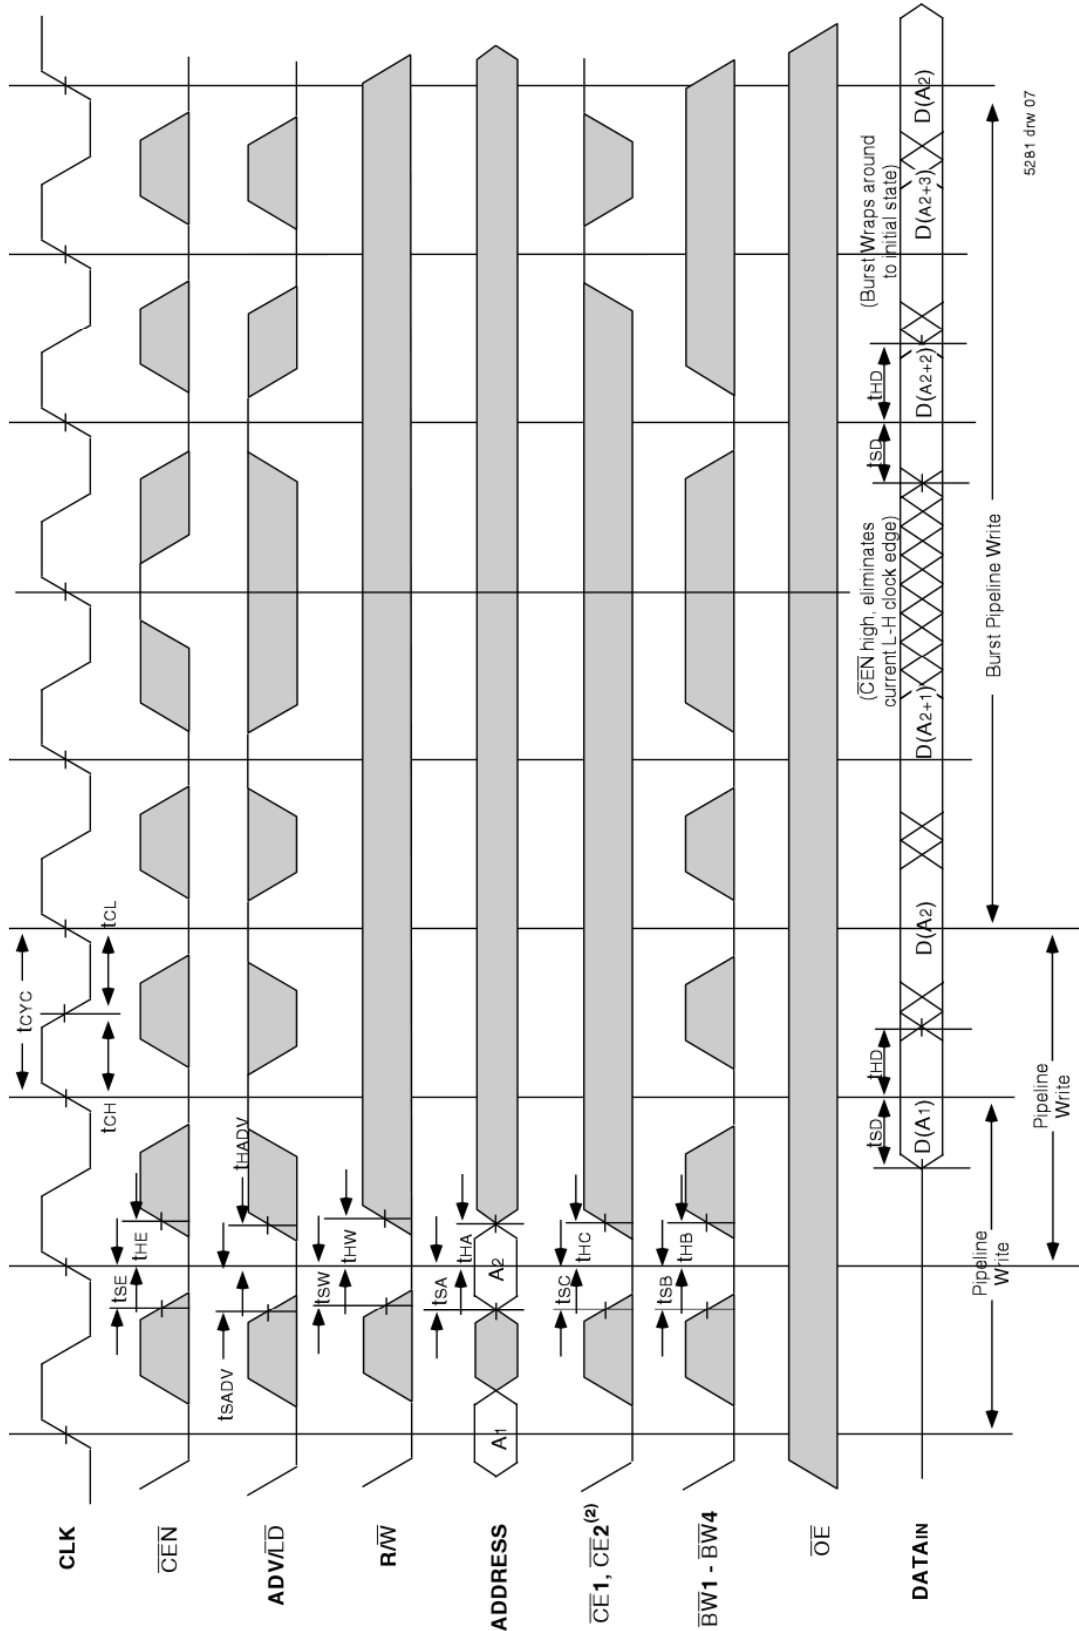 tCYC
CLK
tCH
tCL
tSE
tHE
CEN
tSADV
tHADV
ADV/LD
tSW
tHW
R/W
tSA
tHA
ADDRESS
A1
A2
tSC
tHC
CE1, CE2(2)
tSB
tHB
BW1 - BW4
OE
(CEN high, eliminates
current L-H clock edge)
(Burst Wraps around
to initial state)
tSD
tHD
tSD
tHD
DATAIN
D(A1)
D(A2)
D(A2+1)
D(A2+2)
D(A2+3)
D(A2)
Pipeline
Write
Burst Pipeline Write
Pipeline
Write
5281 drw 07